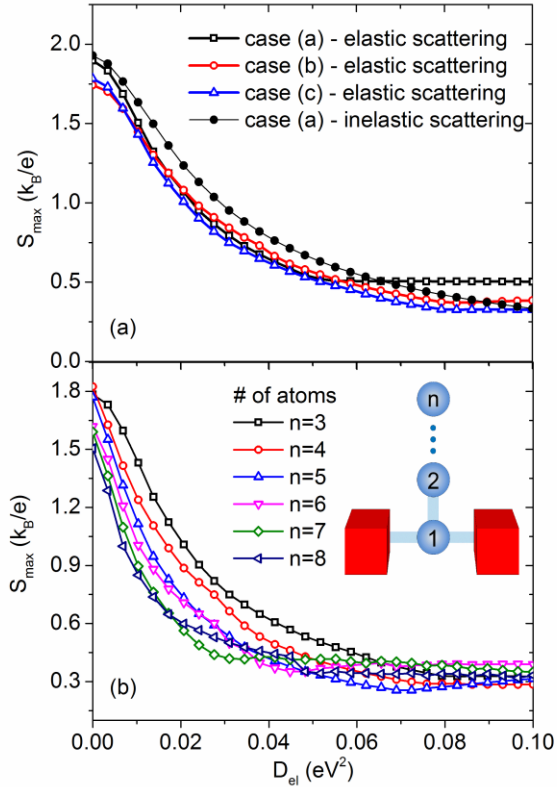 2.0
1.5
1.0
0.5
0.0
S_max (k_B/e)
case (a) - elastic scattering
case (b) - elastic scattering
case (c) - elastic scattering
case (a) - inelastic scattering
(a)
1.8
1.5
1.2
0.9
0.6
0.3
S_max (k_B/e)
# of atoms
n=3
n=4
n=5
n=6
n=7
n=8
n
2
1
(b)
0.00 0.02 0.04 0.06 0.08 0.10
D_el (eV²)